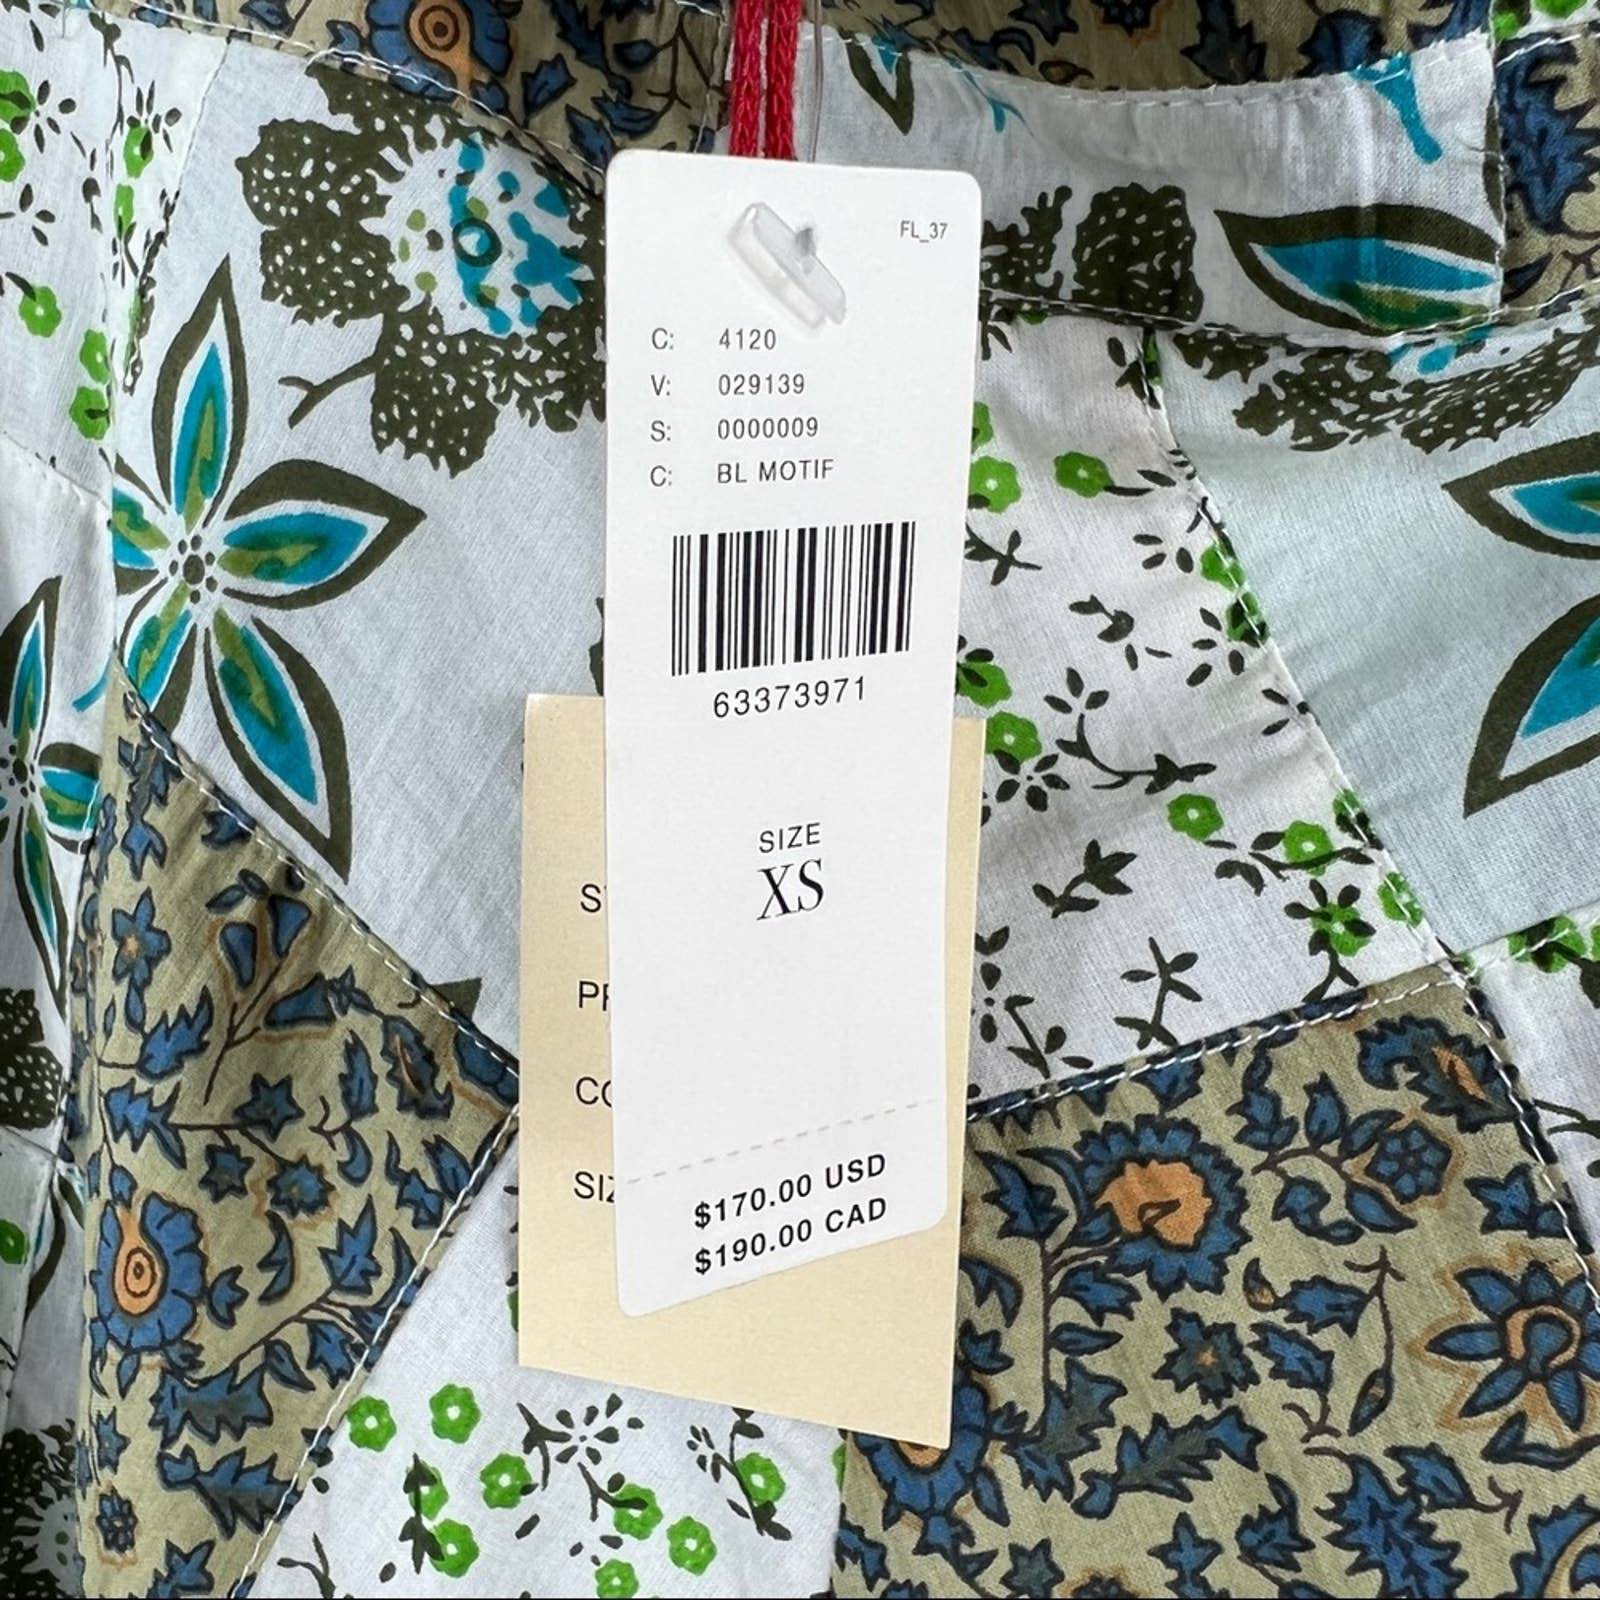 FL_37
C: 4120
V: 029139
S: 0000009
C: BL MOTIF
63373971
SIZE
XS
$170.00 USD
$190.00 CAD